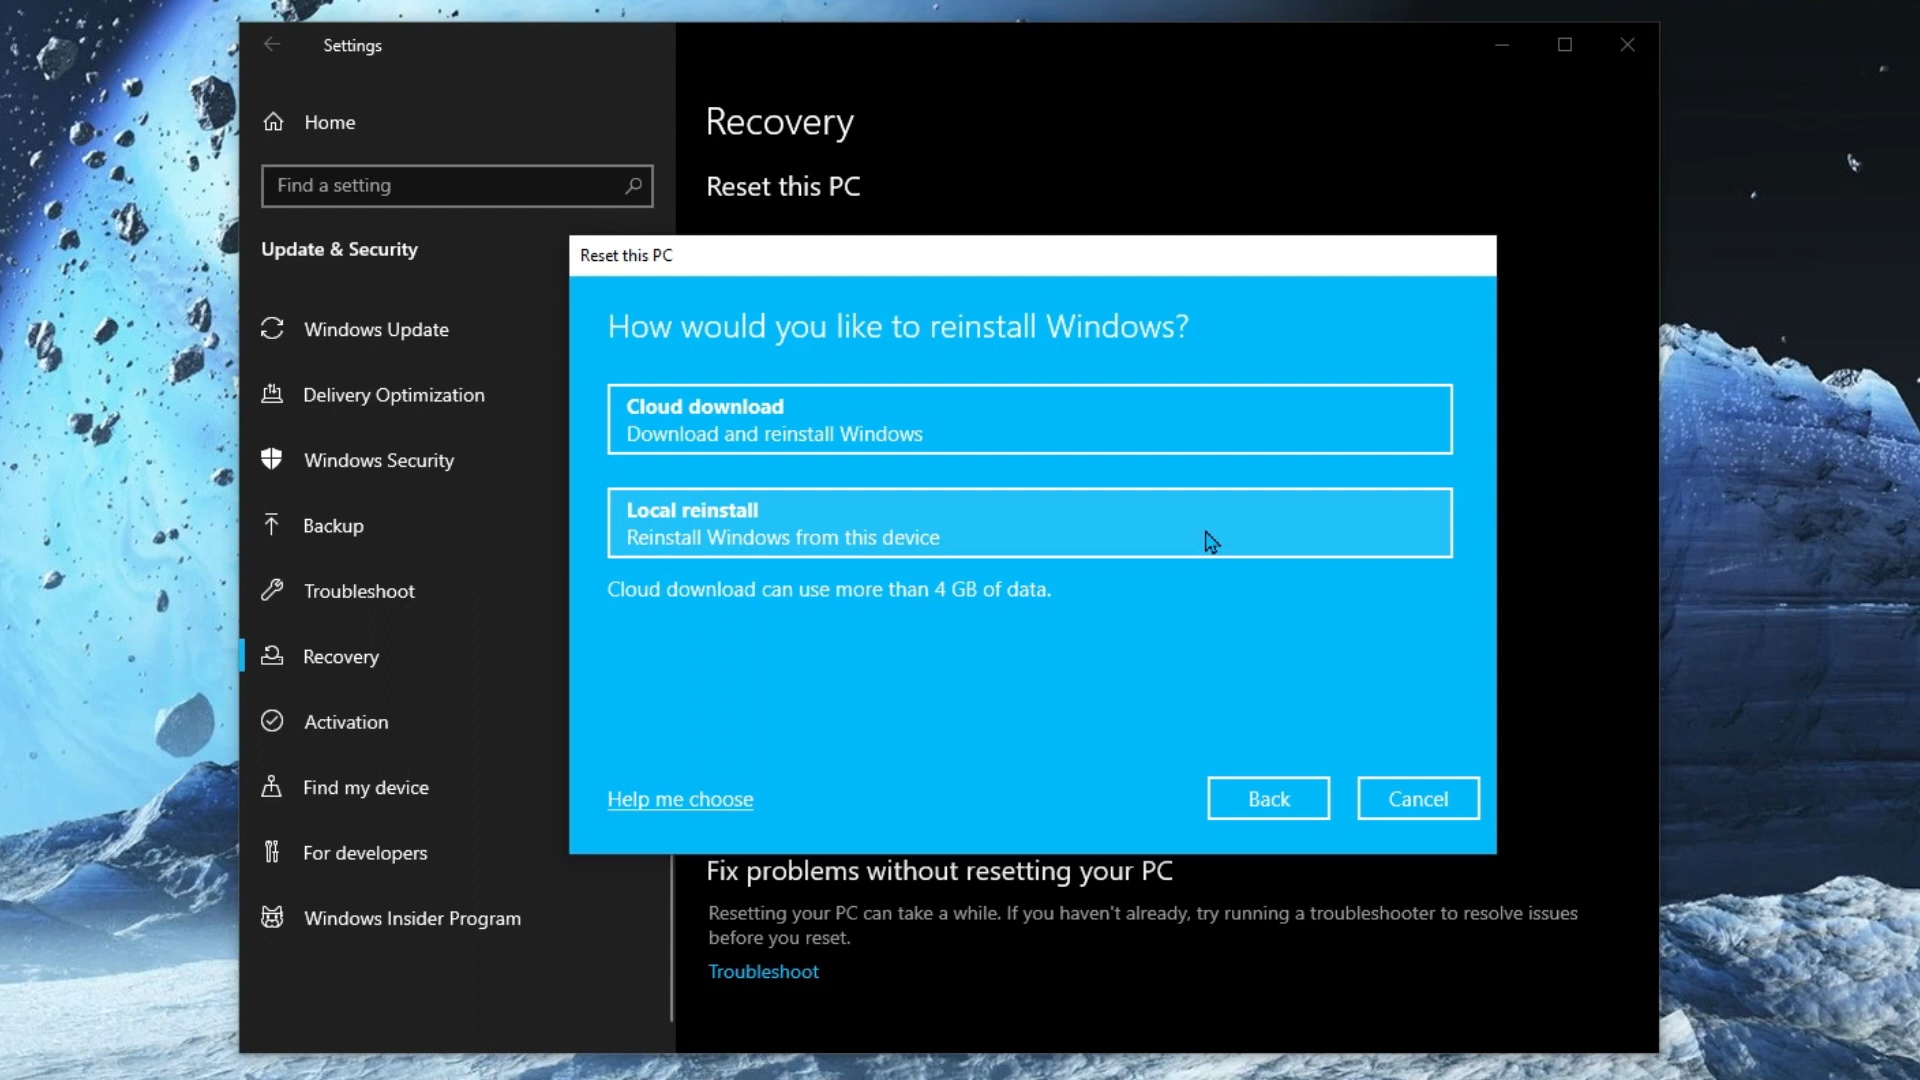 Settings
Home
Find a setting
Update & Security
Windows Update
Delivery Optimization
Windows Security
Backup
Troubleshoot
Recovery
Activation
Find my device
For developers
Windows Insider Program
Recovery
Reset this PC
Reset this PC
How would you like to reinstall Windows?
Cloud download
Download and reinstall Windows
Local reinstall
Reinstall Windows from this device
Cloud download can use more than 4 GB of data.
Help me choose
Back
Cancel
Fix problems without resetting your PC
Resetting your PC can take a while. If you haven't already, try running a troubleshooter to resolve issues
before you reset.
Troubleshoot